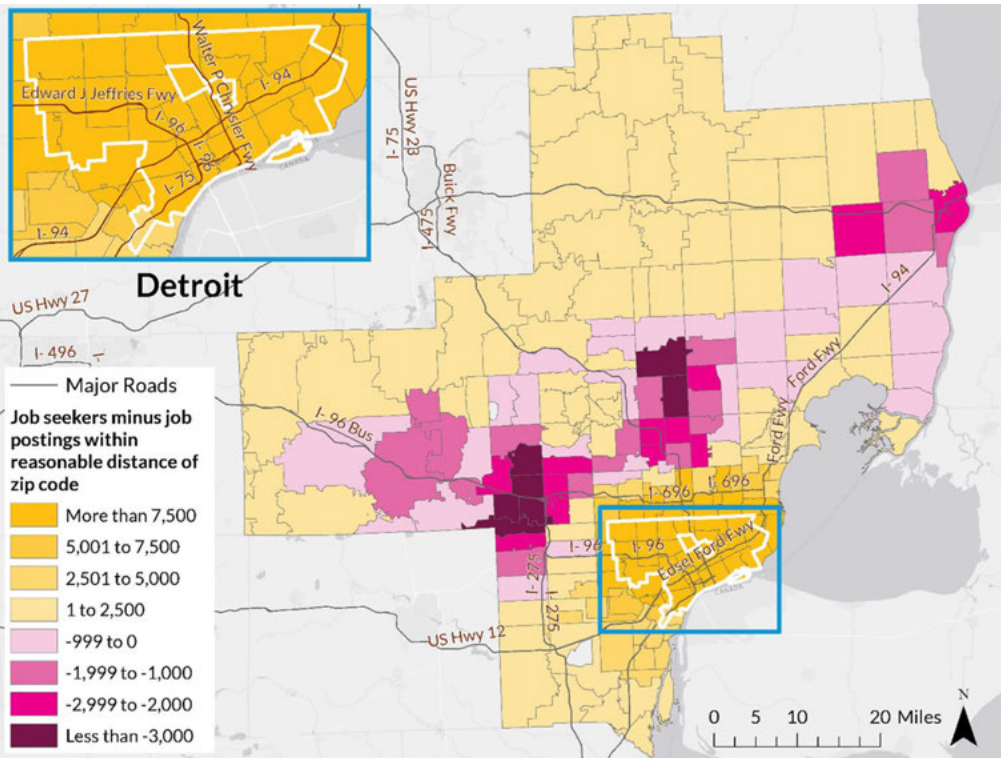 Walter P Chrysler Fwy
I- 94
Edward J Jeffries Fwy
I- 96
I- 96
I- 75
CANADA
I- 94
Detroit
US Hwy 23
I- 75
Buick Fwy
I- 475
US Hwy 27
I- 496
I- 94
Ford Fwy
Ford Fwy
I- 96 Bus
I- 696
I- 696
I- 96
I- 96
Edsel Ford Fwy
CANADA
I- 275
I- 275
US Hwy 12
Major Roads
Job seekers minus job
postings within
reasonable distance of
zip code
More than 7,500
5,001 to 7,500
2,501 to 5,000
1 to 2,500
-999 to 0
-1,999 to -1,000
-2,999 to -2,000
Less than -3,000
N
0 5 10 20 Miles